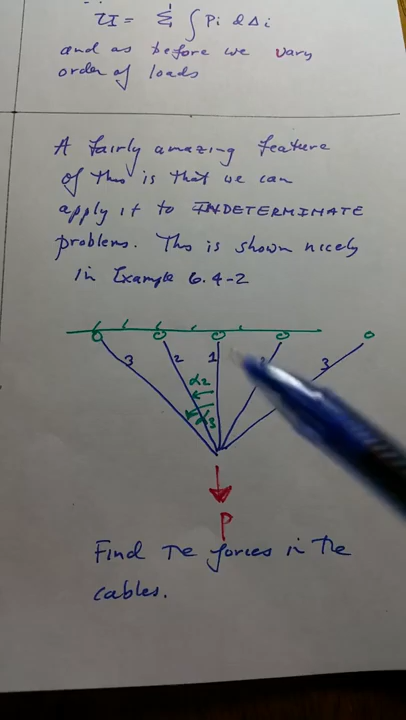 UI = Σ ∫ Pi dΔi
and as before we vary
order of loads
A fairly amazing feature
of this is that we can
apply it to INDETERMINATE
problems. This is shown nicely
in Example 6.4-2
3 2 1 3
α2
α3
P
Find the forces in the
cables.